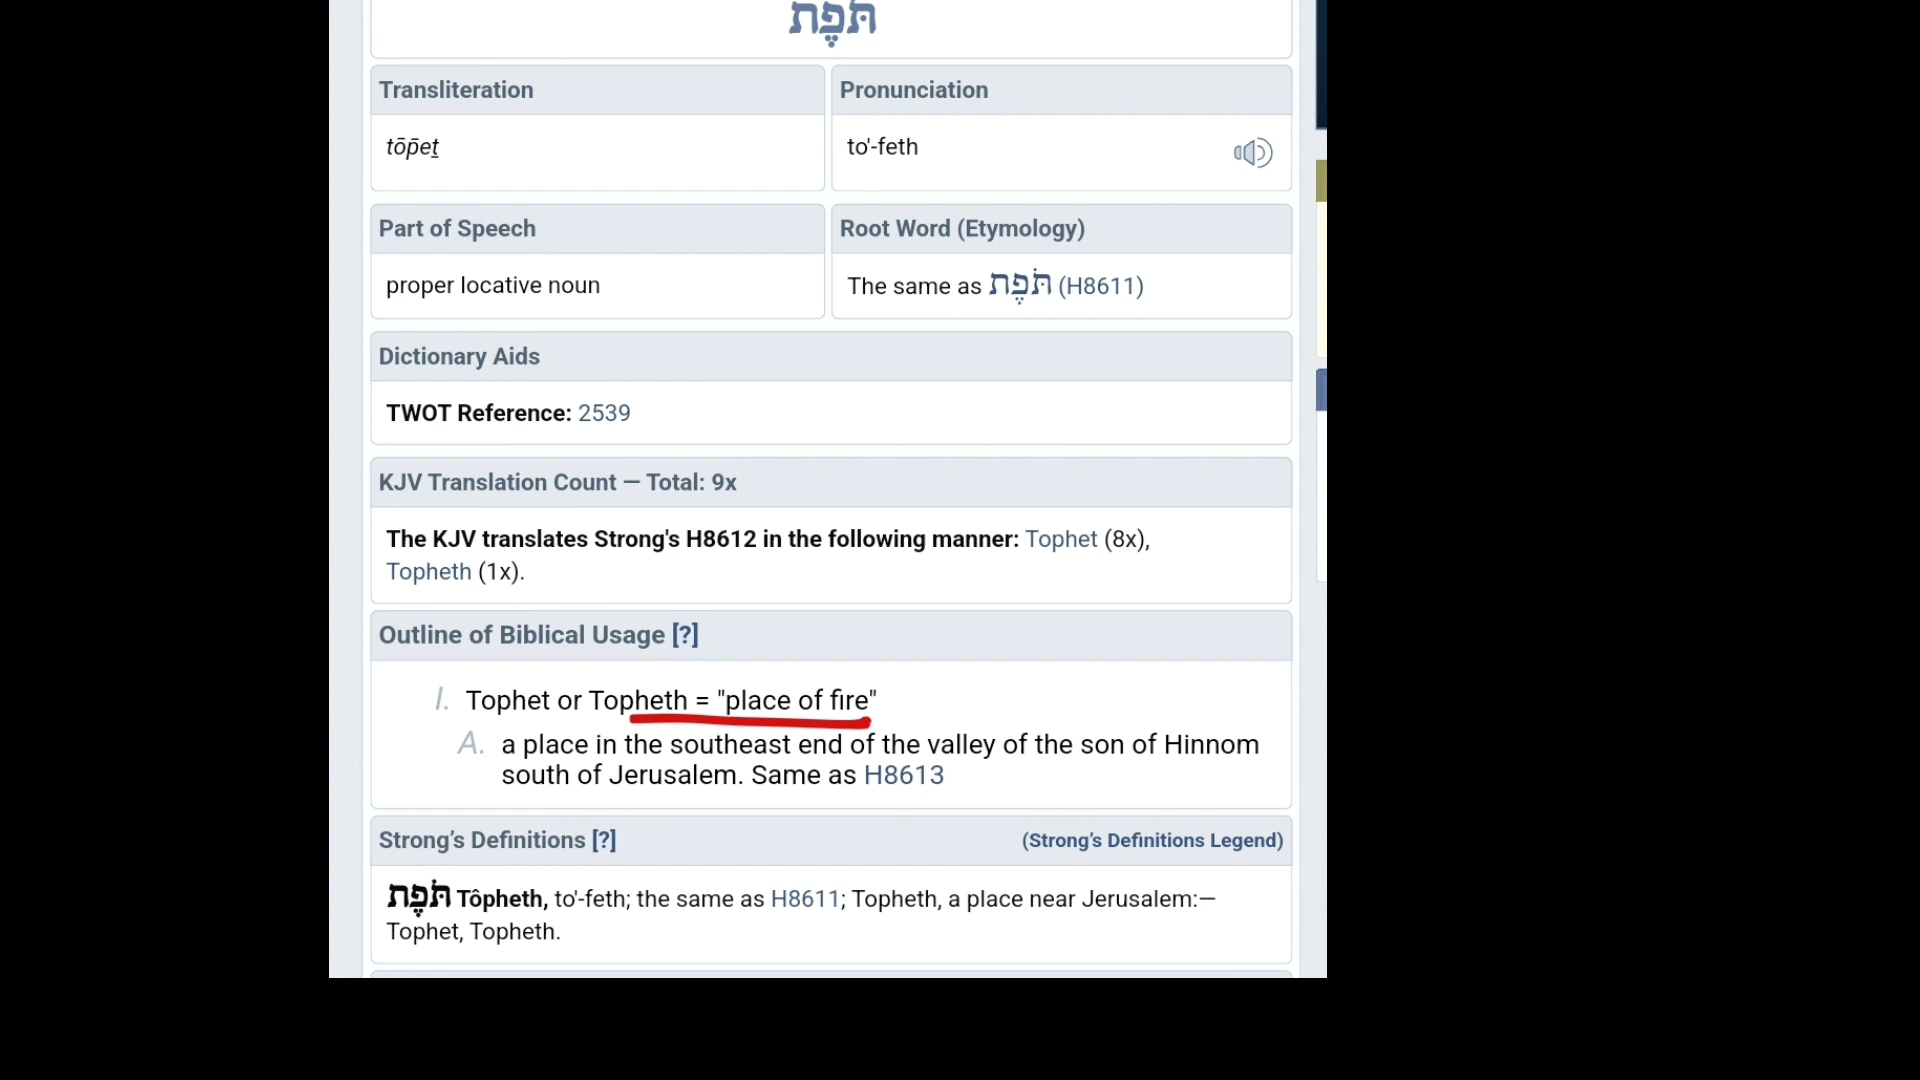 תֹּפֶת
Transliteration
Pronunciation
tōp̄eṯ
to'-feth
Part of Speech
Root Word (Etymology)
proper locative noun
The same as תֹּפֶת (H8611)
Dictionary Aids
TWOT Reference: 2539
KJV Translation Count — Total: 9x
The KJV translates Strong's H8612 in the following manner: Tophet (8x),
Topheth (1x).
Outline of Biblical Usage [?]
I. Tophet or Topheth = "place of fire"
A. a place in the southeast end of the valley of the son of Hinnom
south of Jerusalem. Same as H8613
Strong’s Definitions [?]
(Strong’s Definitions Legend)
תֹּפֶת Tôpheth, to'-feth; the same as H8611; Topheth, a place near Jerusalem:—
Tophet, Topheth.